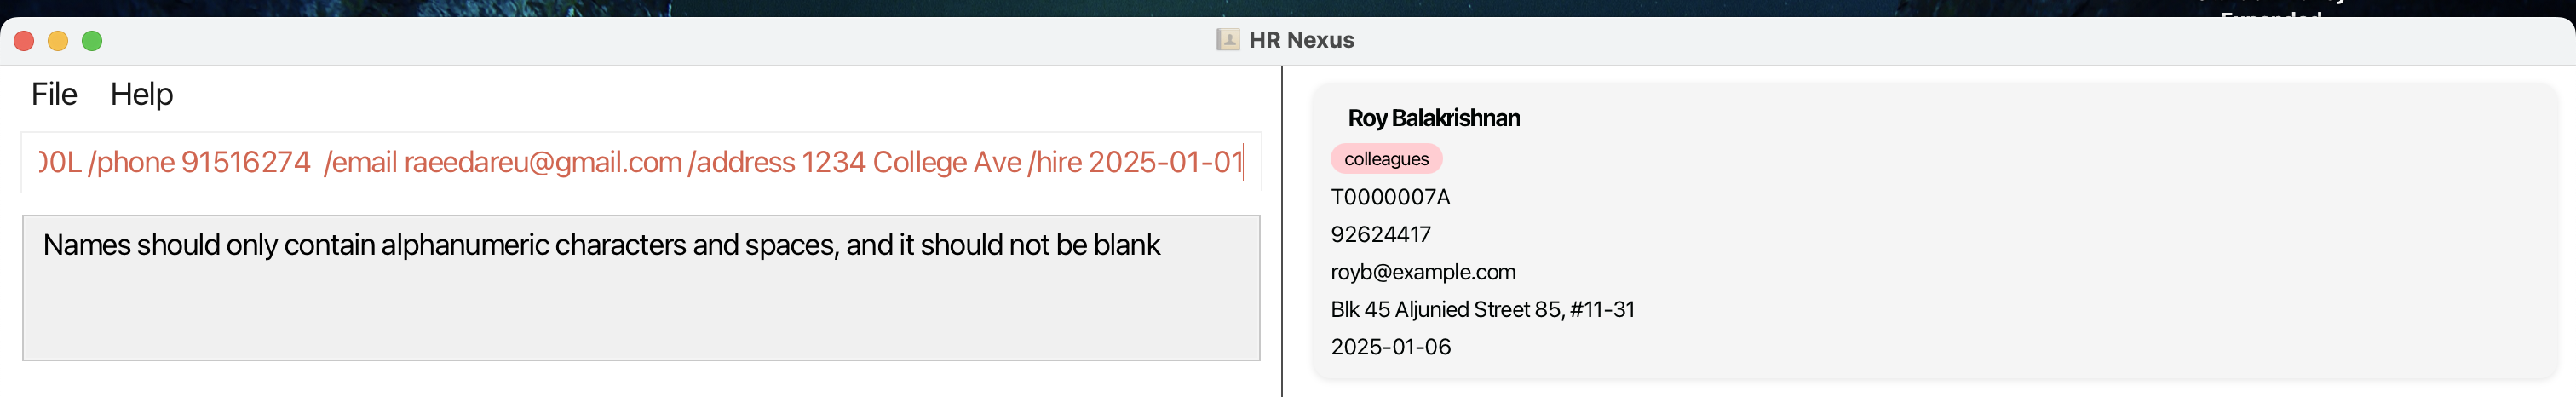 HR Nexus
File Help
00L /phone 91516274  /email raeedareu@gmail.com /address 1234 College Ave /hire 2025-01-01
Names should only contain alphanumeric characters and spaces, and it should not be blank
Roy Balakrishnan
colleagues
T0000007A
92624417
royb@example.com
Blk 45 Aljunied Street 85, #11-31
2025-01-06